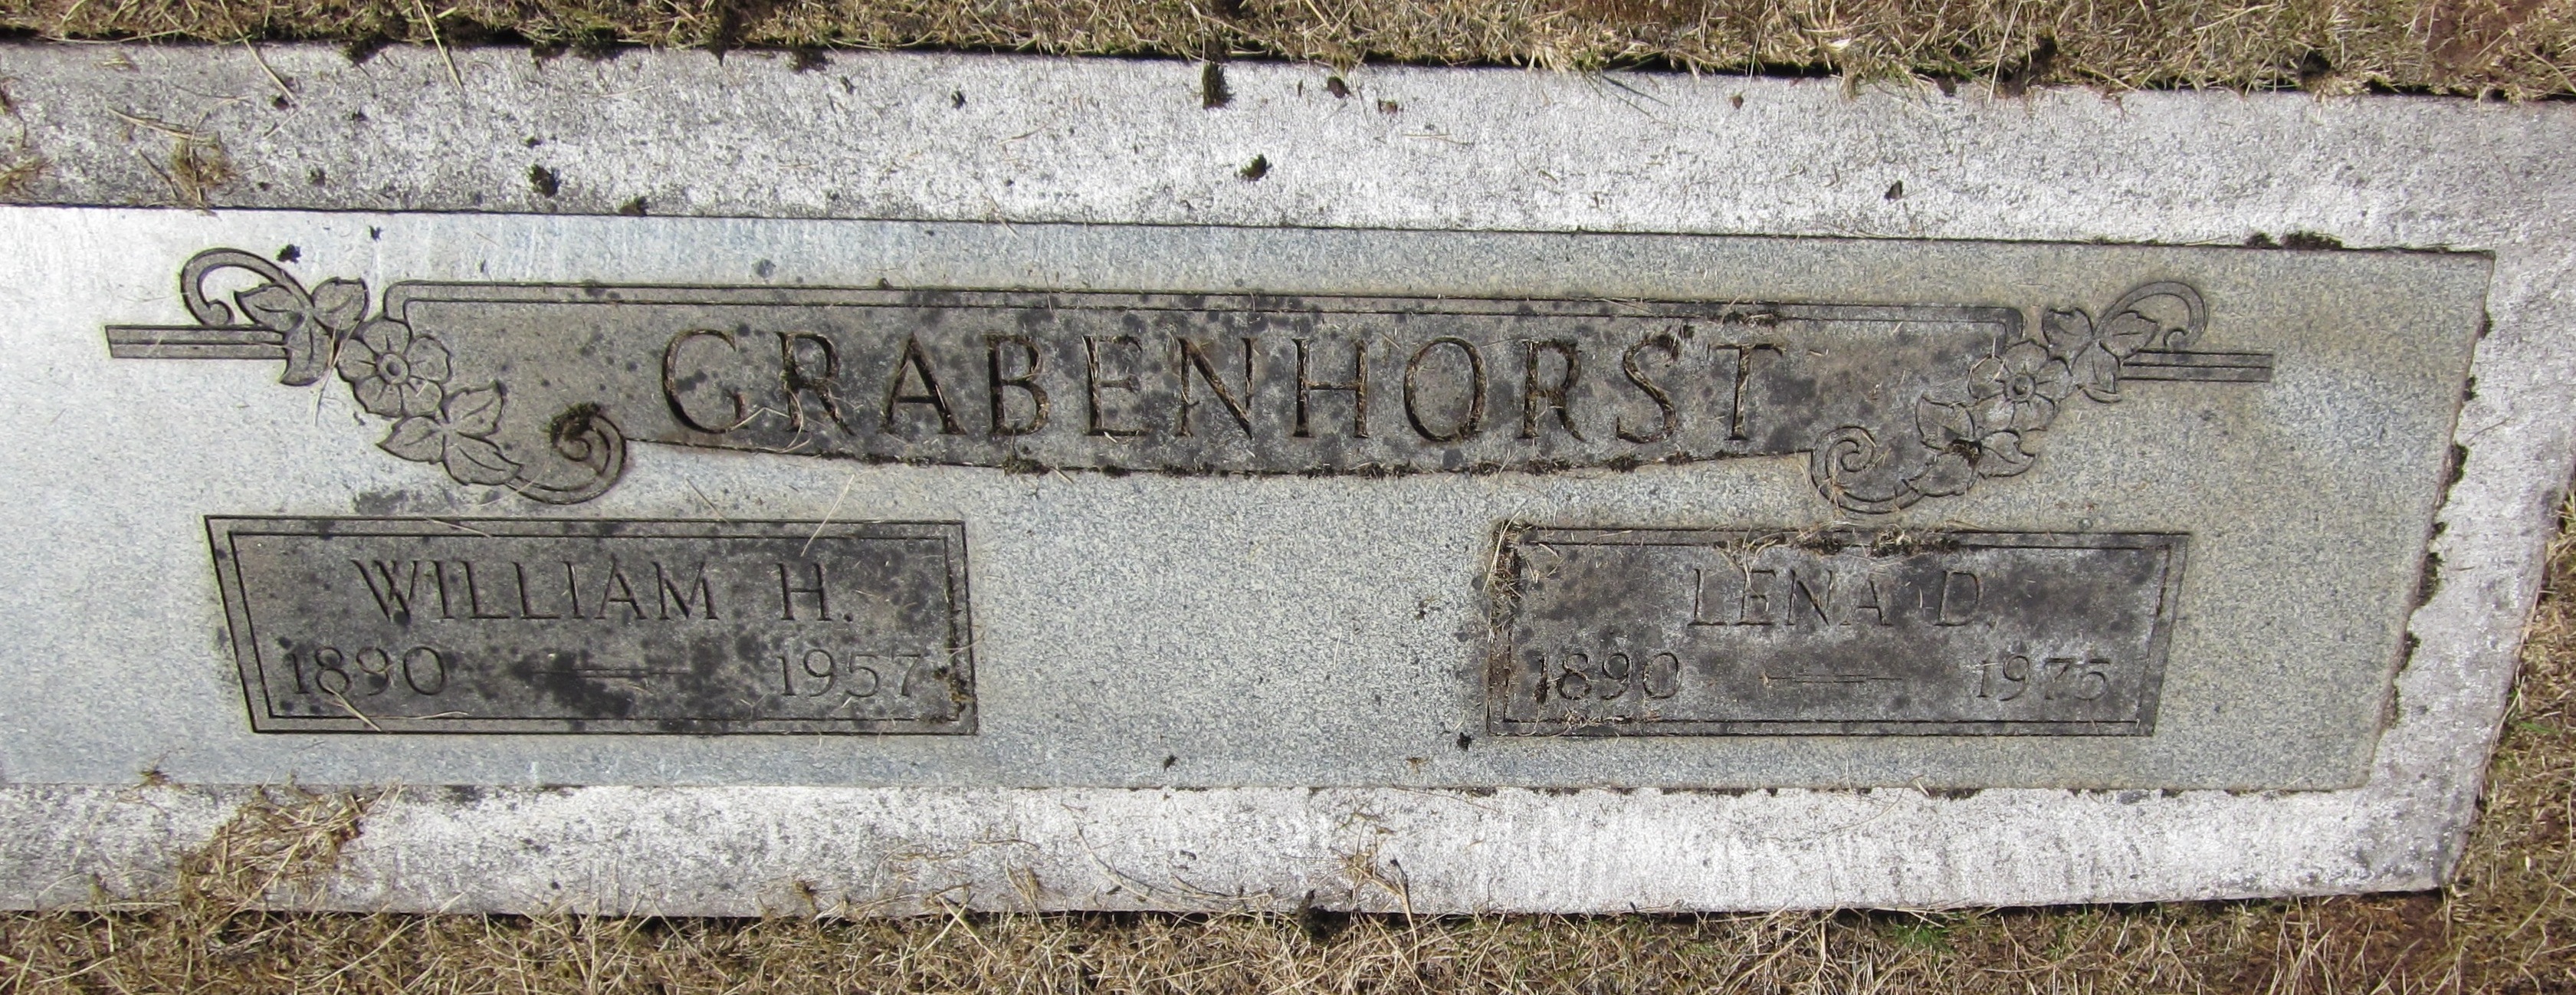 GRABENHORST
WILLIAM H.
1890 — 1957
LENA D.
1890 — 1975